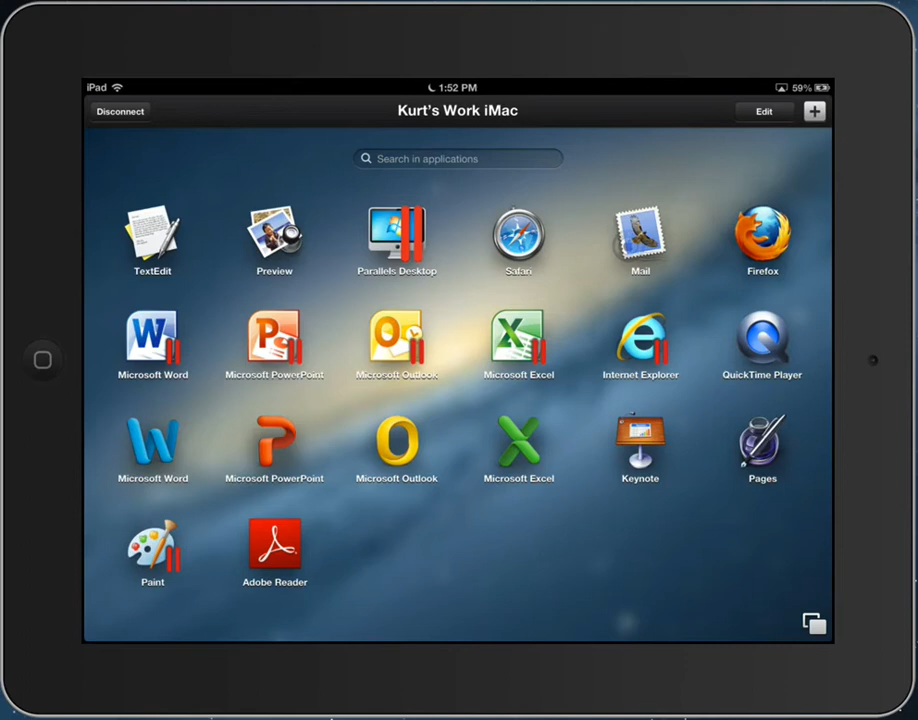 iPad 1:52 PM 59%
Disconnect Kurt's Work iMac Edit +
Search in applications
TextEdit Preview Parallels Desktop Safari Mail Firefox
Microsoft Word Microsoft PowerPoint Microsoft Outlook Microsoft Excel Internet Explorer QuickTime Player
Microsoft Word Microsoft PowerPoint Microsoft Outlook Microsoft Excel Keynote Pages
Paint Adobe Reader